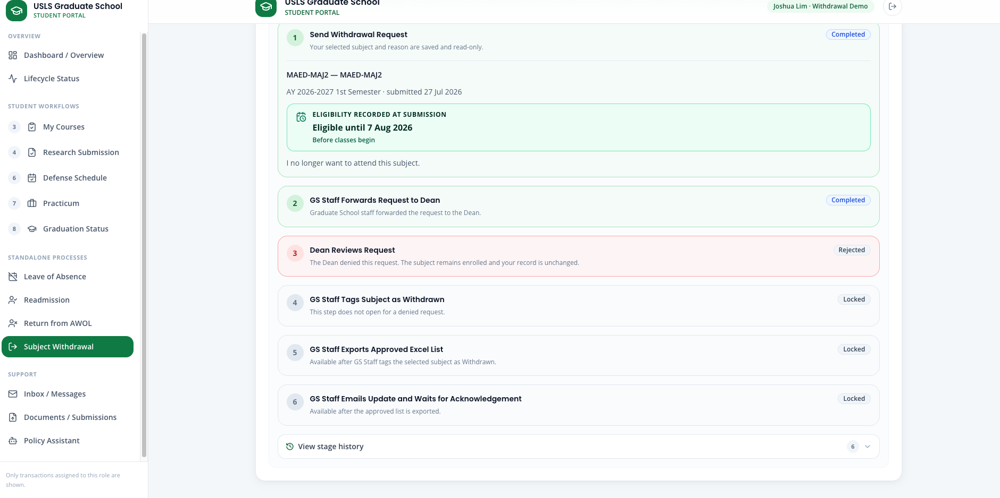 USLS Graduate School
STUDENT PORTAL
OVERVIEW
Dashboard / Overview
Lifecycle Status
STUDENT WORKFLOWS
3 My Courses
4 Research Submission
6 Defense Schedule
7 Practicum
8 Graduation Status
STANDALONE PROCESSES
Leave of Absence
Readmission
Return from AWOL
Subject Withdrawal
SUPPORT
Inbox / Messages
Documents / Submissions
Policy Assistant
Only transactions assigned to this role are
shown.
USLS Graduate School
STUDENT PORTAL
Joshua Lim · Withdrawal Demo
1 Send Withdrawal Request Completed
Your selected subject and reason are saved and read-only.
MAED-MAJ2 — MAED-MAJ2
AY 2026-2027 1st Semester · submitted 27 Jul 2026
ELIGIBILITY RECORDED AT SUBMISSION
Eligible until 7 Aug 2026
Before classes begin
I no longer want to attend this subject.
2 GS Staff Forwards Request to Dean Completed
Graduate School staff forwarded the request to the Dean.
3 Dean Reviews Request Rejected
The Dean denied this request. The subject remains enrolled and your record is unchanged.
4 GS Staff Tags Subject as Withdrawn Locked
This step does not open for a denied request.
5 GS Staff Exports Approved Excel List Locked
Available after GS Staff tags the selected subject as Withdrawn.
6 GS Staff Emails Update and Waits for Acknowledgement Locked
Available after the approved list is exported.
View stage history 6